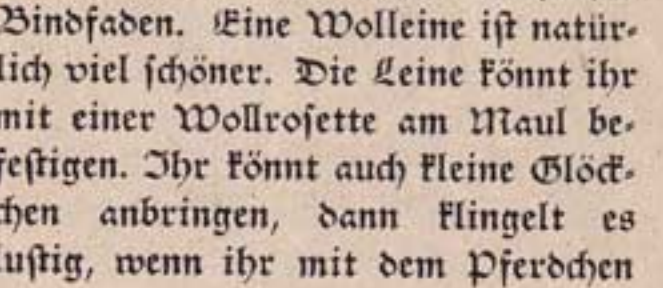 Bindfaden. Eine Wolleine iſt natür-
lich viel ſchöner. Die Leine könnt ihr
mit einer Wollroſette am Maul be-
feſtigen. Ihr könnt auch kleine Glöck-
chen anbringen, dann klingelt es
luſtig, wenn ihr mit dem Pferdchen